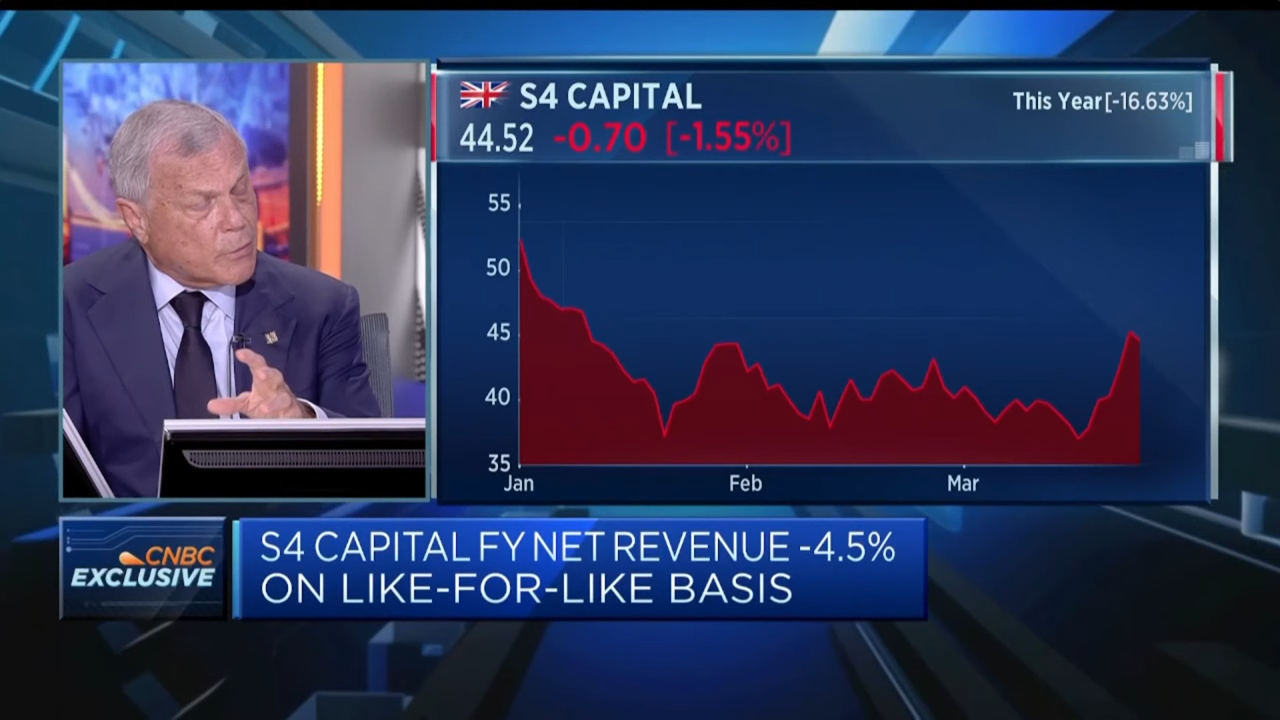 S4 CAPITAL
This Year[-16.63%]
44.52 -0.70 [-1.55%]
55
50
45
40
35
Jan Feb Mar
CNBC
EXCLUSIVE
S4 CAPITAL FY NET REVENUE -4.5%
ON LIKE-FOR-LIKE BASIS